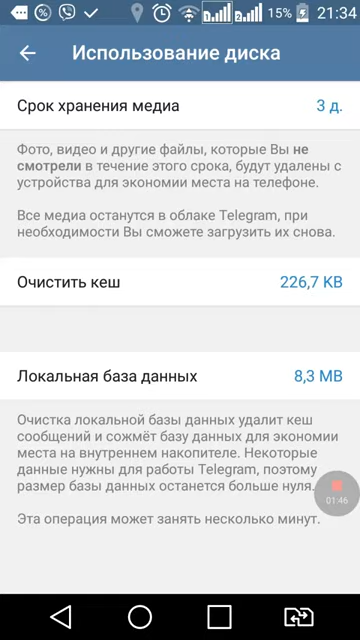 15% 21:34
Использование диска
Срок хранения медиа 3 д.
Фото, видео и другие файлы, которые Вы не
смотрели в течение этого срока, будут удалены с
устройства для экономии места на телефоне.
Все медиа останутся в облаке Telegram, при
необходимости Вы сможете загрузить их снова.
Очистить кеш 226,7 KB
Локальная база данных 8,3 MB
Очистка локальной базы данных удалит кеш
сообщений и сожмёт базу данных для экономии
места на внутреннем накопителе. Некоторые
данные нужны для работы Telegram, поэтому
размер базы данных останется больше нуля.
01:46
Эта операция может занять несколько минут.